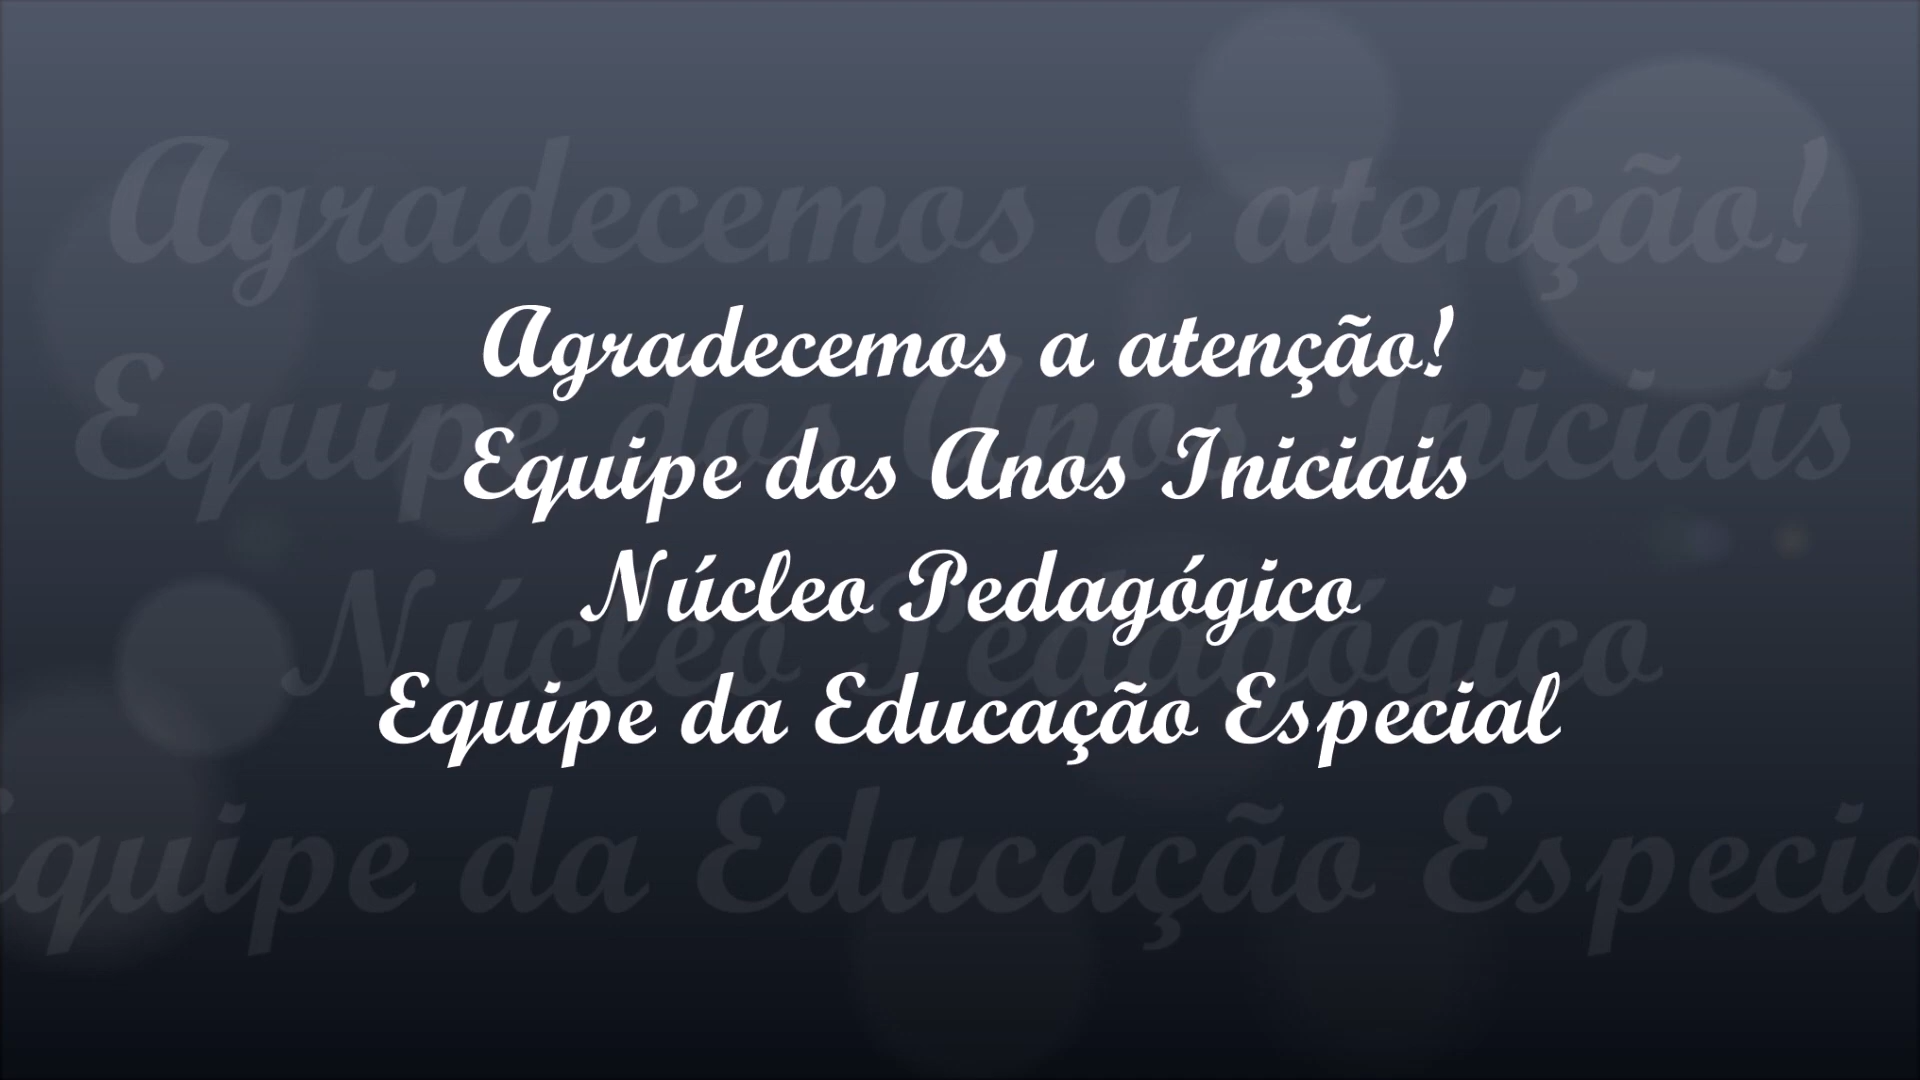 Agradecemos a atenção!
Equipe dos Anos Iniciais
Núcleo Pedagógico
Equipe da Educação Especial